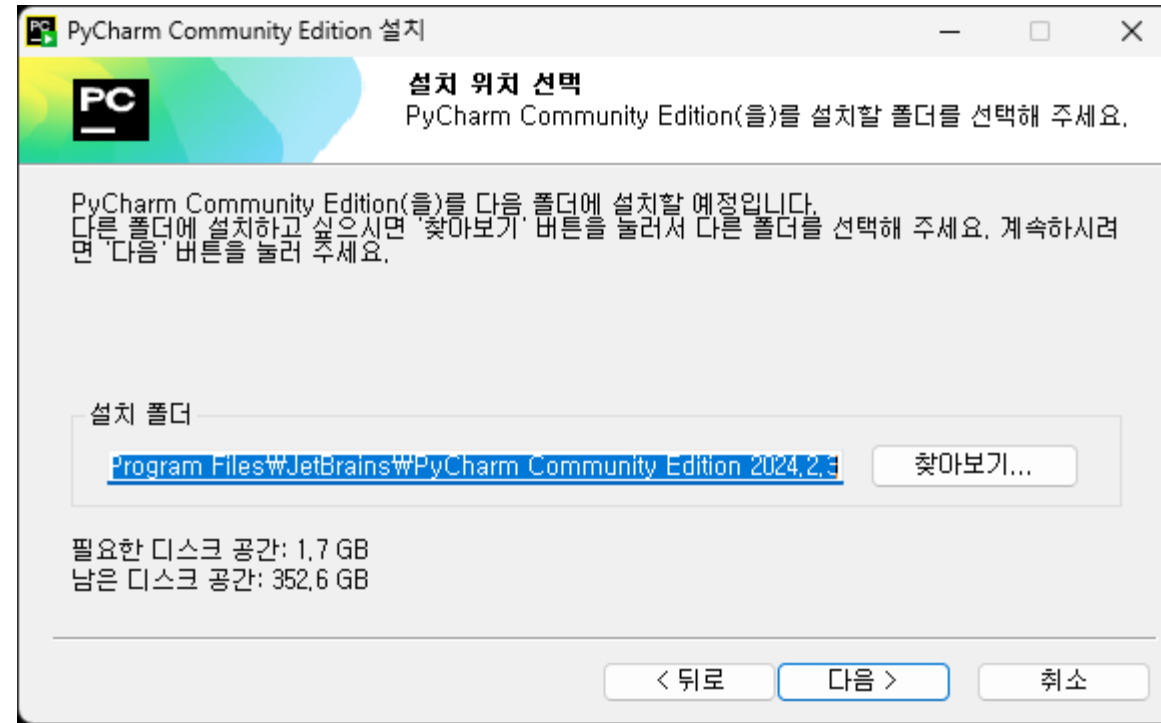 PyCharm Community Edition 설치
PC
설치 위치 선택
PyCharm Community Edition(을)를 설치할 폴더를 선택해 주세요.
PyCharm Community Edition(을)를 다음 폴더에 설치할 예정입니다.
다른 폴더에 설치하고 싶으시면 '찾아보기' 버튼을 눌러서 다른 폴더를 선택해 주세요. 계속하시려
면 '다음' 버튼을 눌러 주세요.
설치 폴더
Program Files₩JetBrains₩PyCharm Community Edition 2024.2.3
찾아보기...
필요한 디스크 공간: 1.7 GB
남은 디스크 공간: 352.6 GB
< 뒤로
다음 >
취소